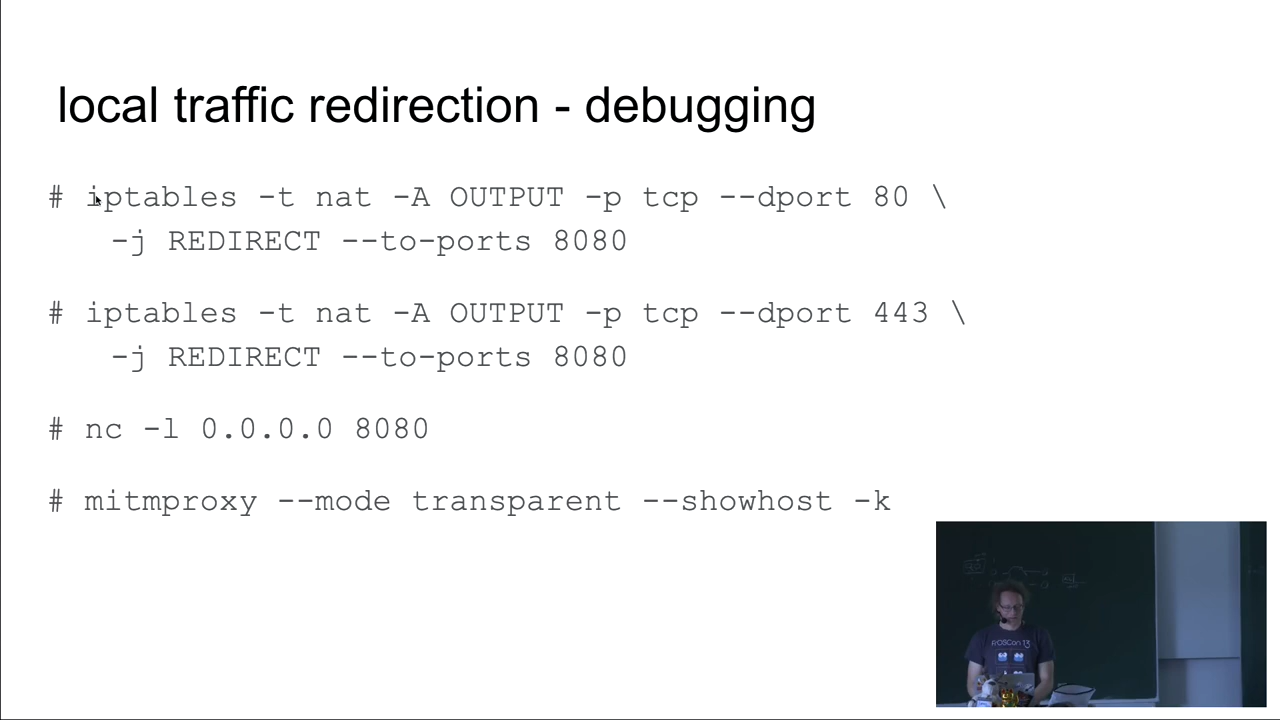 local traffic redirection - debugging
# iptables -t nat -A OUTPUT -p tcp --dport 80 \
-j REDIRECT --to-ports 8080
# iptables -t nat -A OUTPUT -p tcp --dport 443 \
-j REDIRECT --to-ports 8080
# nc -l 0.0.0.0 8080
# mitmproxy --mode transparent --showhost -k